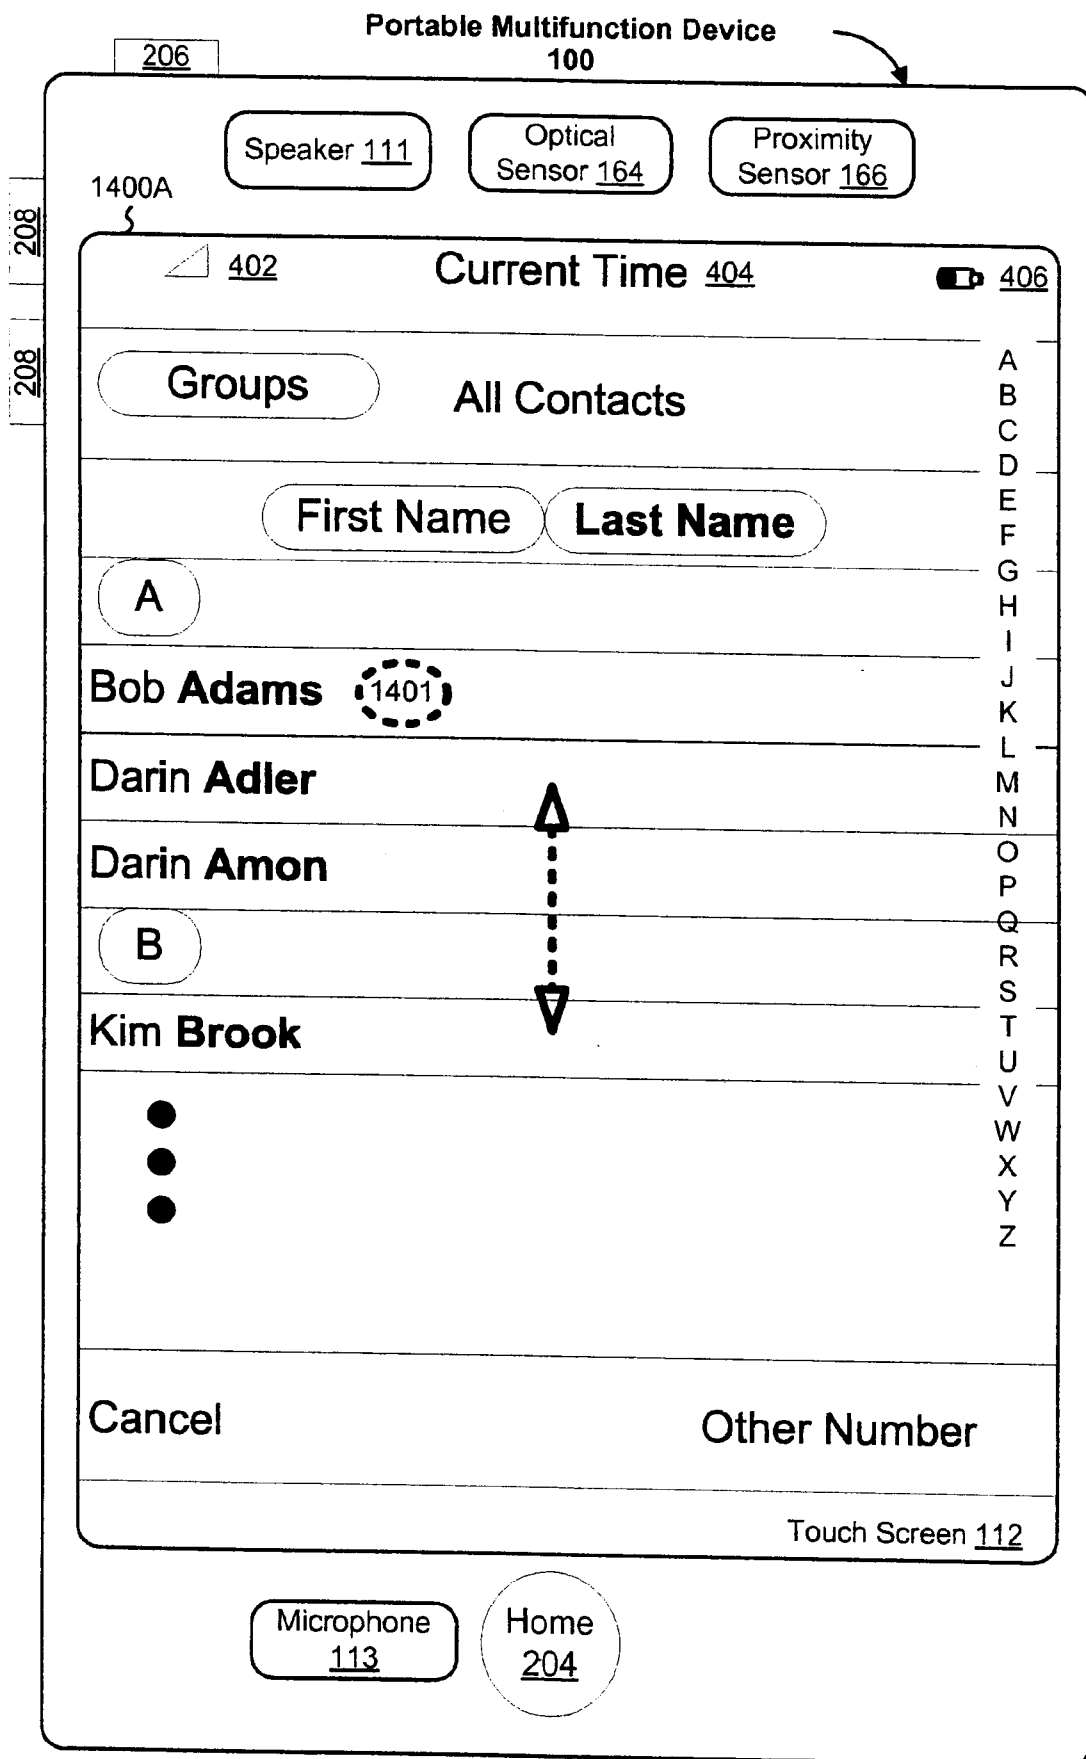 Portable Multifunction Device
100
206
Speaker 111
Optical
Sensor 164
Proximity
Sensor 166
1400A
208
208
402
Current Time 404
406
Groups
All Contacts
First Name
Last Name
A
Bob Adams
1401
Darin Adler
Darin Amon
B
Kim Brook
A
B
C
D
E
F
G
H
I
J
K
L
M
N
O
P
Q
R
S
T
U
V
W
X
Y
Z
Cancel
Other Number
Touch Screen 112
Microphone
113
Home
204